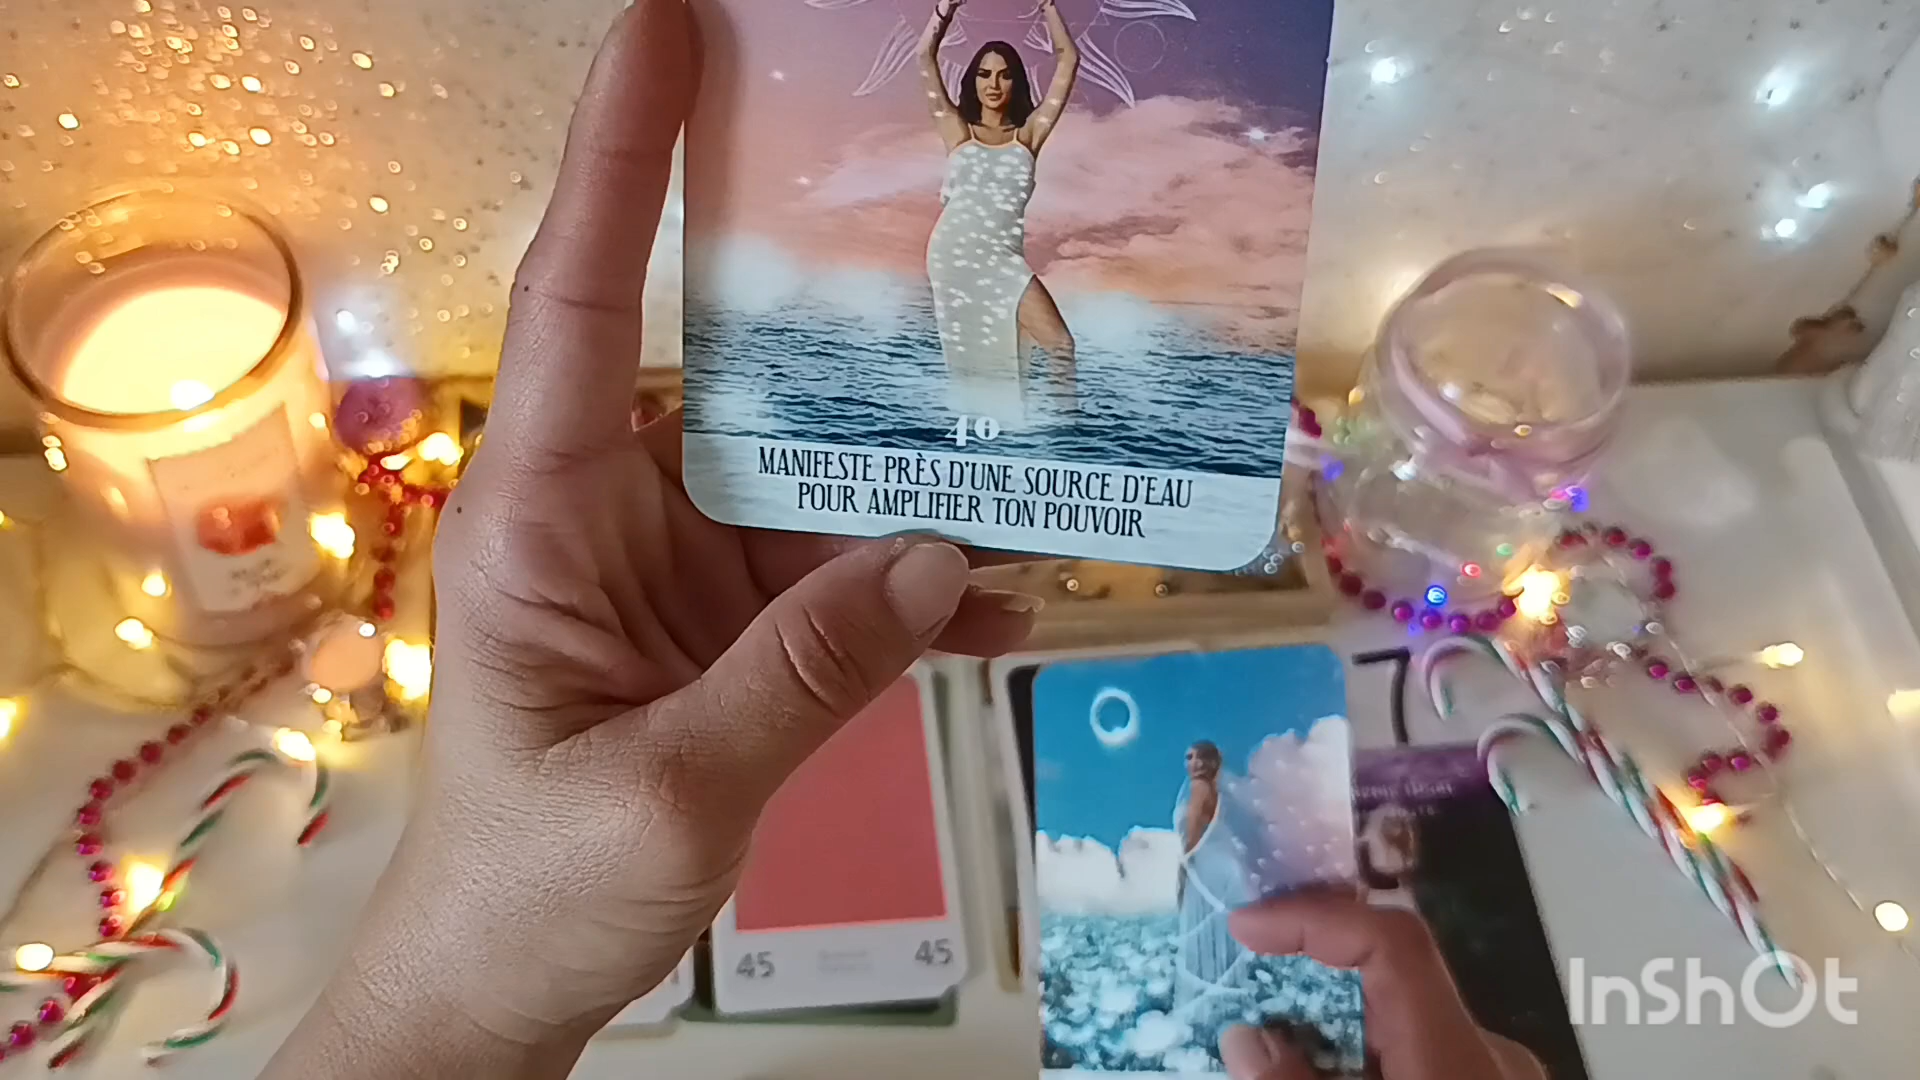 40
MANIFESTE PRÈS D'UNE SOURCE D'EAU
POUR AMPLIFIER TON POUVOIR
7
45 45
InShOt